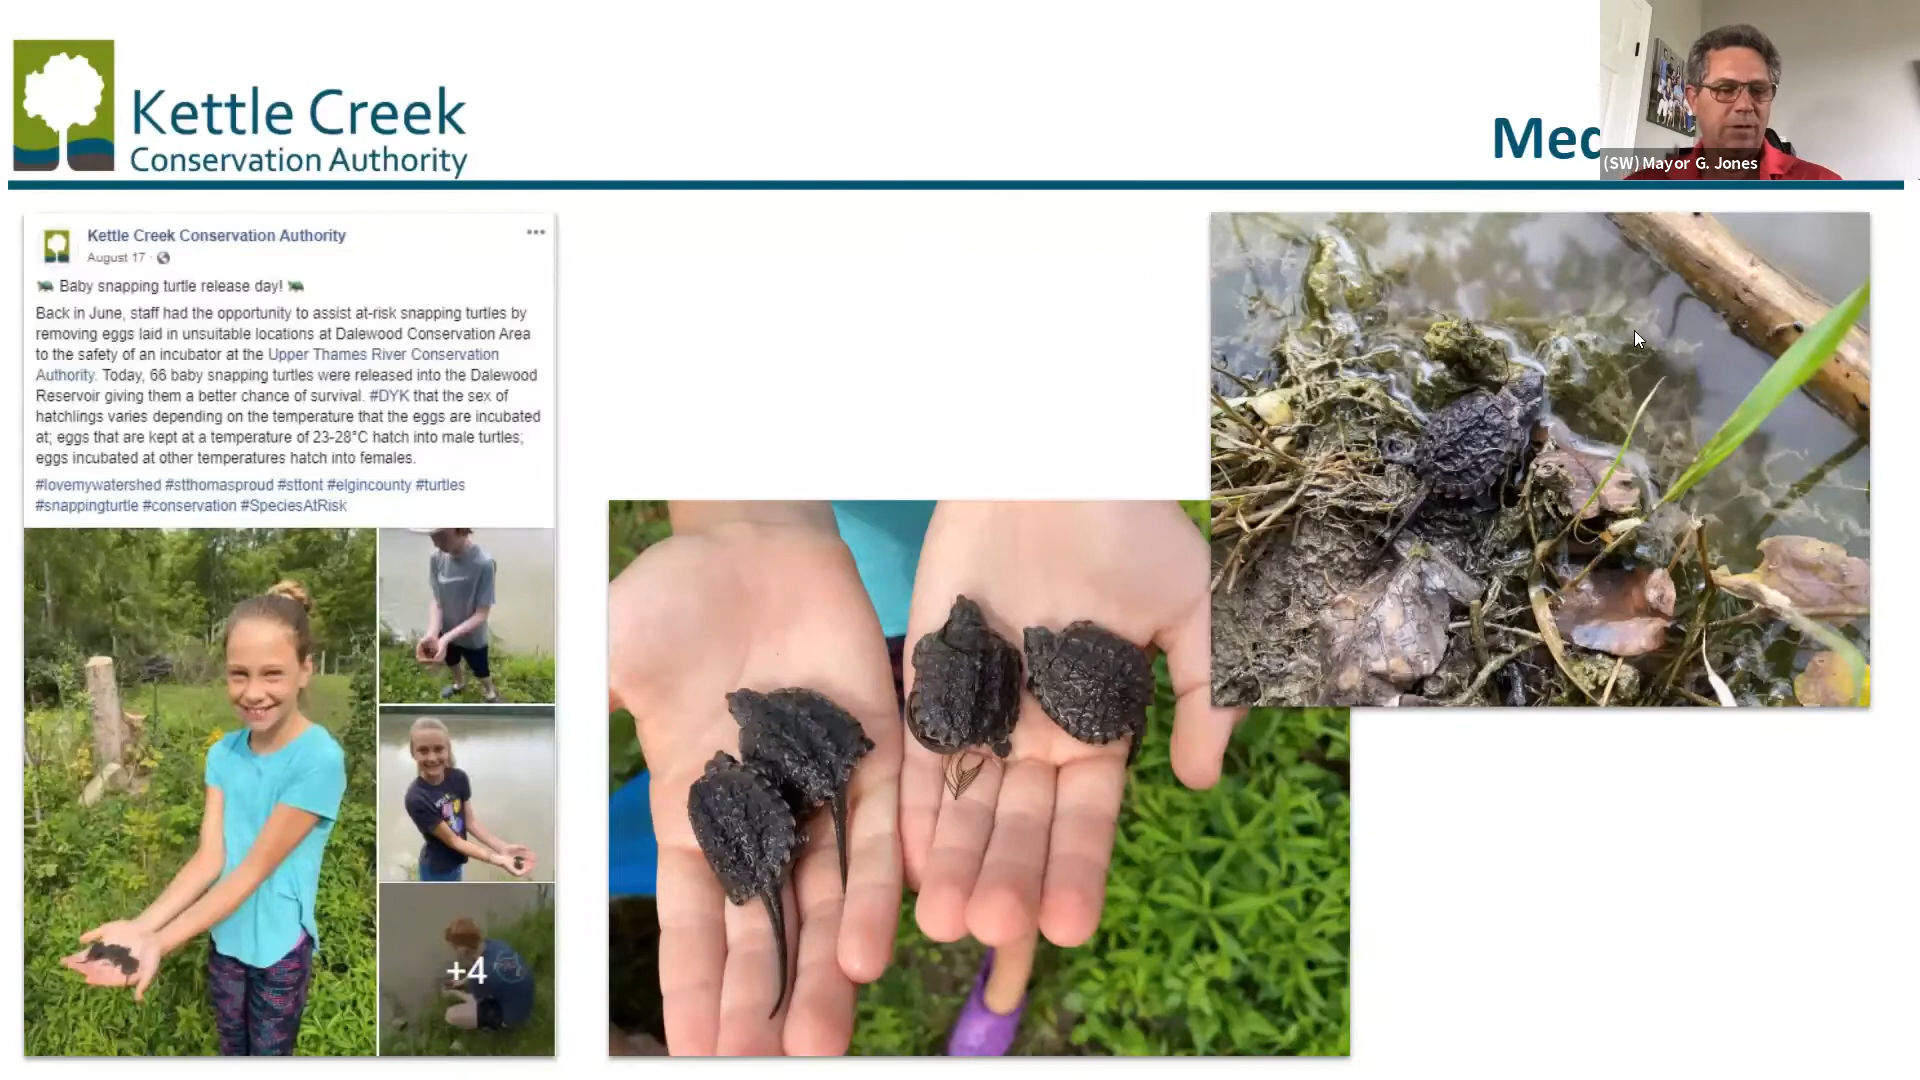 Kettle Creek
Conservation Authority
Med
(SW) Mayor G. Jones
Kettle Creek Conservation Authority
August 17 ·
Baby snapping turtle release day!
Back in June, staff had the opportunity to assist at-risk snapping turtles by
removing eggs laid in unsuitable locations at Dalewood Conservation Area
to the safety of an incubator at the Upper Thames River Conservation
Authority. Today, 66 baby snapping turtles were released into the Dalewood
Reservoir giving them a better chance of survival. #DYK that the sex of
hatchlings varies depending on the temperature that the eggs are incubated
at; eggs that are kept at a temperature of 23-28°C hatch into male turtles;
eggs incubated at other temperatures hatch into females.
#lovemywatershed #stthomasproud #sttont #elgincounty #turtles
#snappingturtle #conservation #SpeciesAtRisk
+4